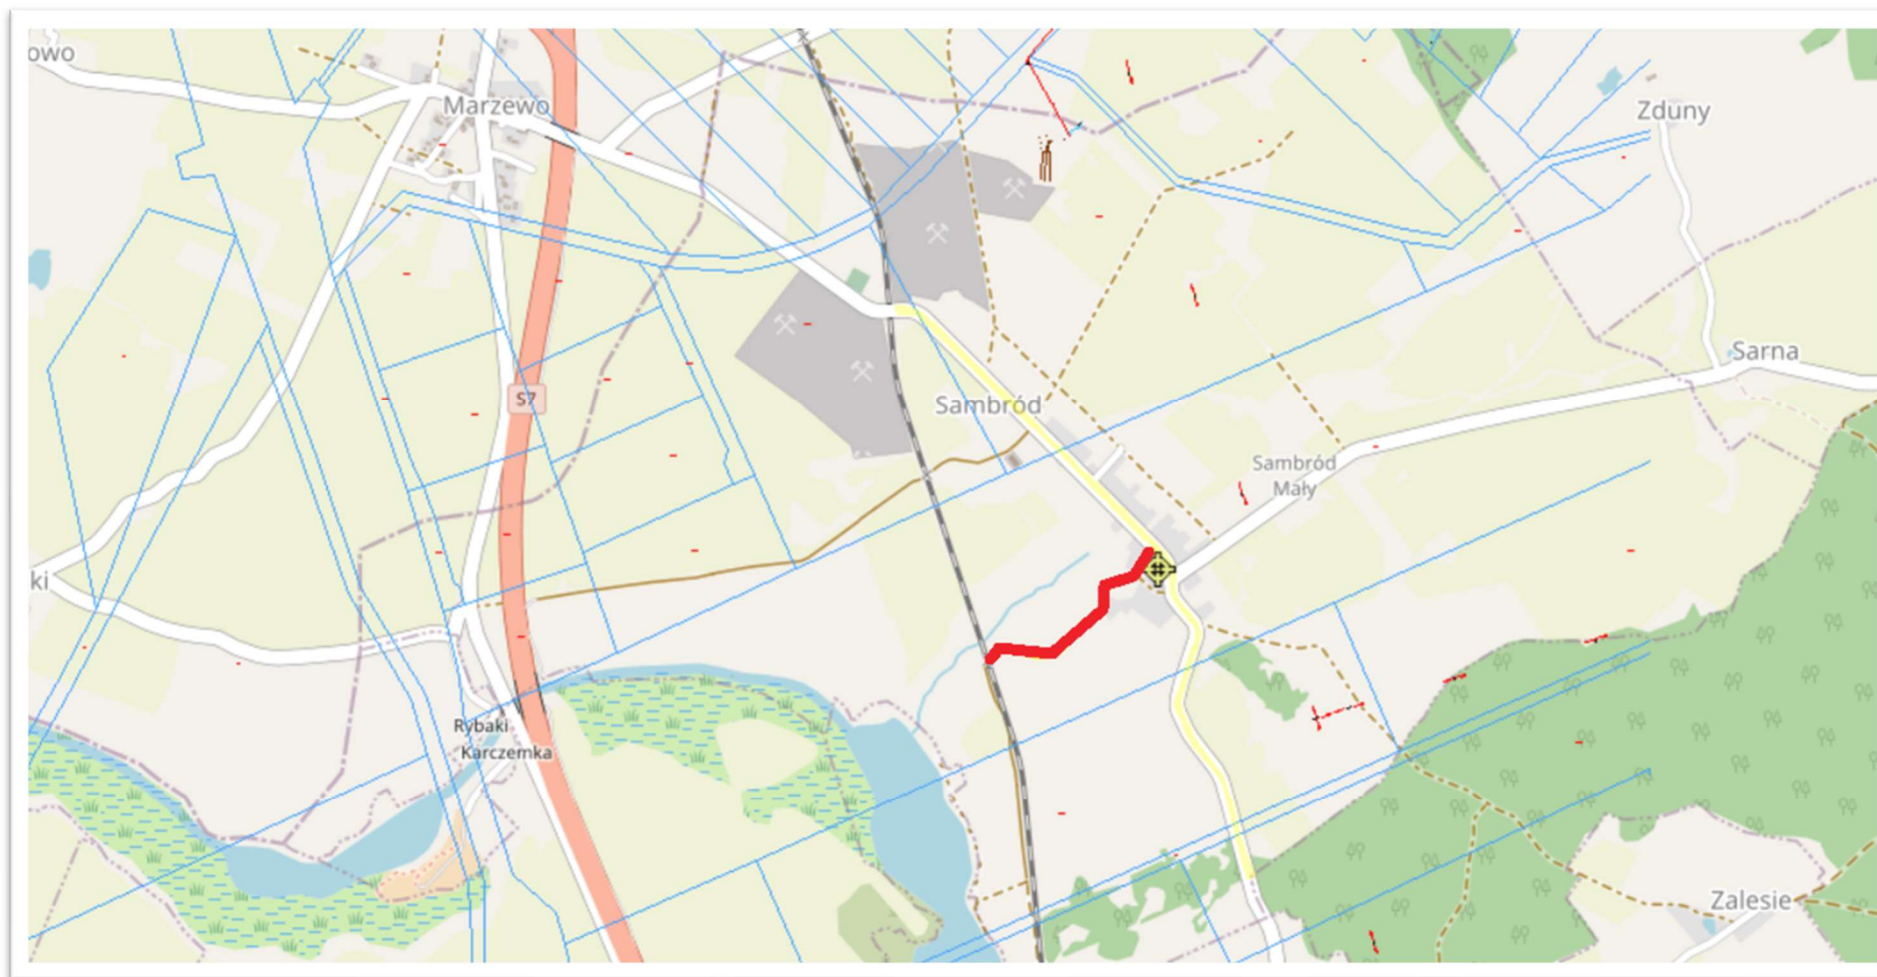 owo
Marzewo
Zduny
Sarna
S7
Sambród
Sambród
Mały
ki
Rybaki
Karczemka
Zalesie